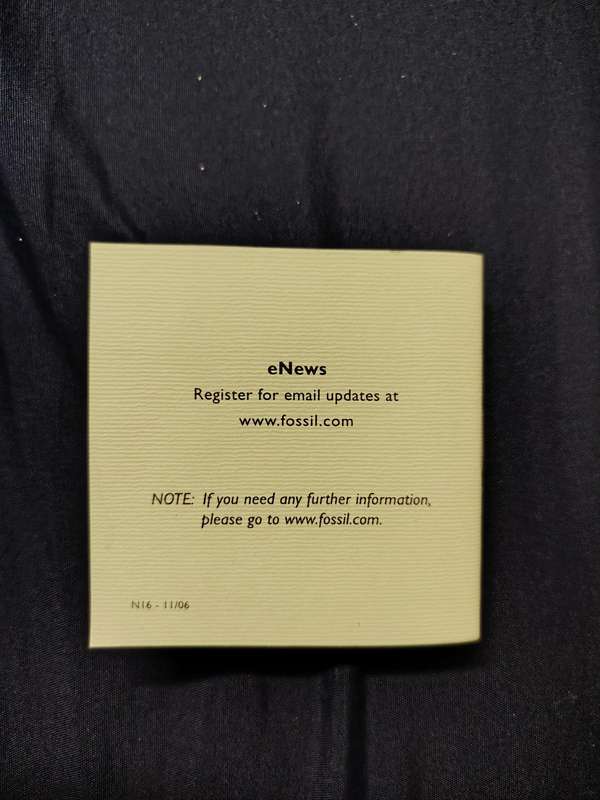 eNews
Register for email updates at
www.fossil.com
NOTE: If you need any further information,
please go to www.fossil.com.
N16 - 11/06